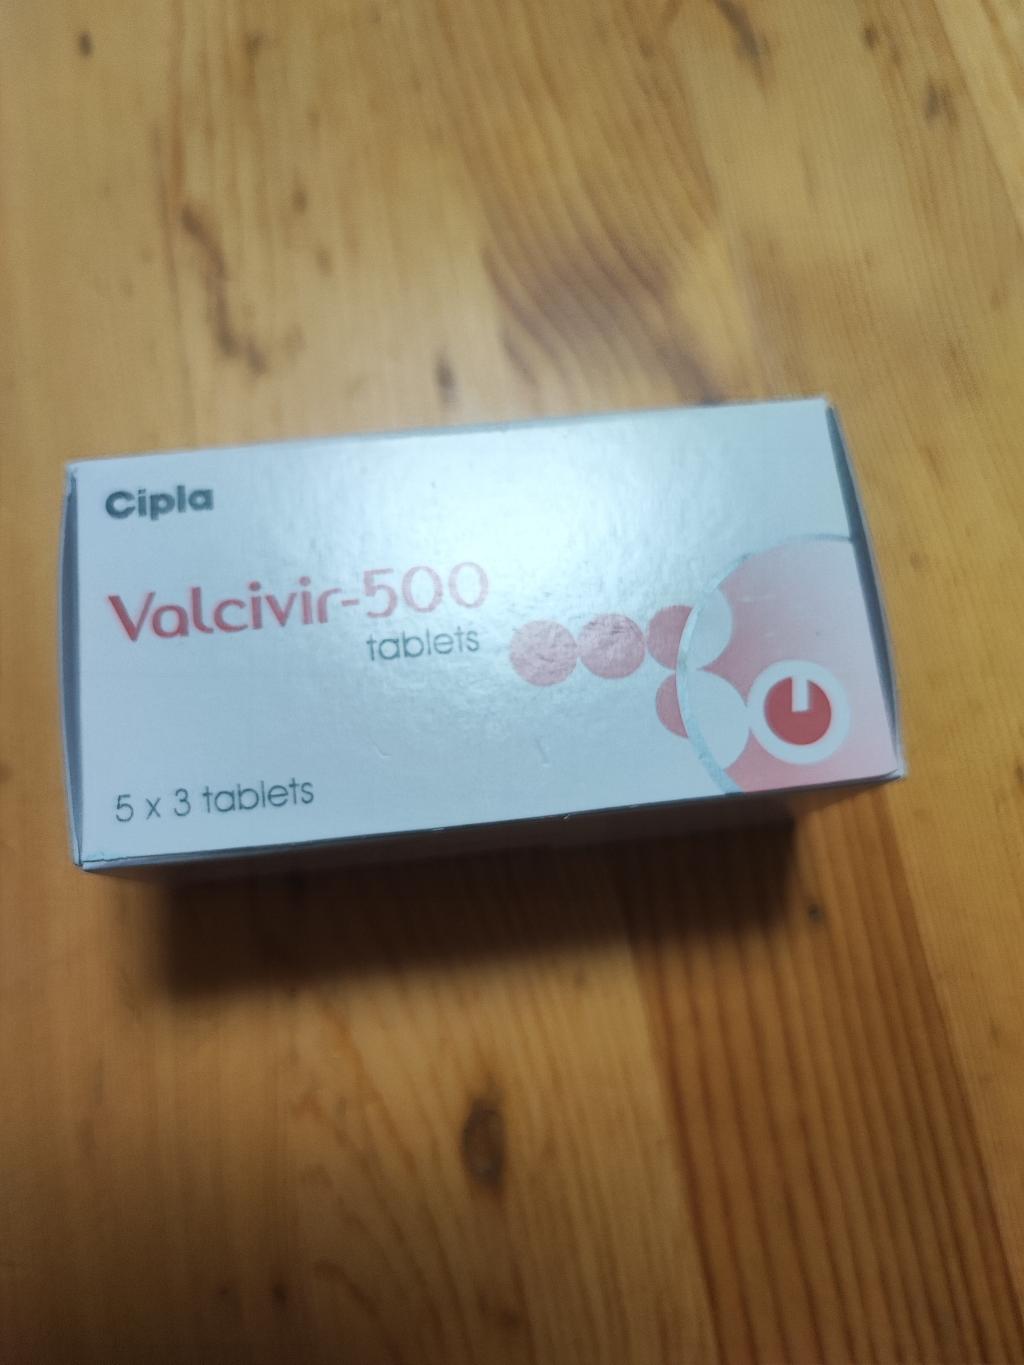 Cipla
Valcivir-500
tablets
5 x 3 tablets